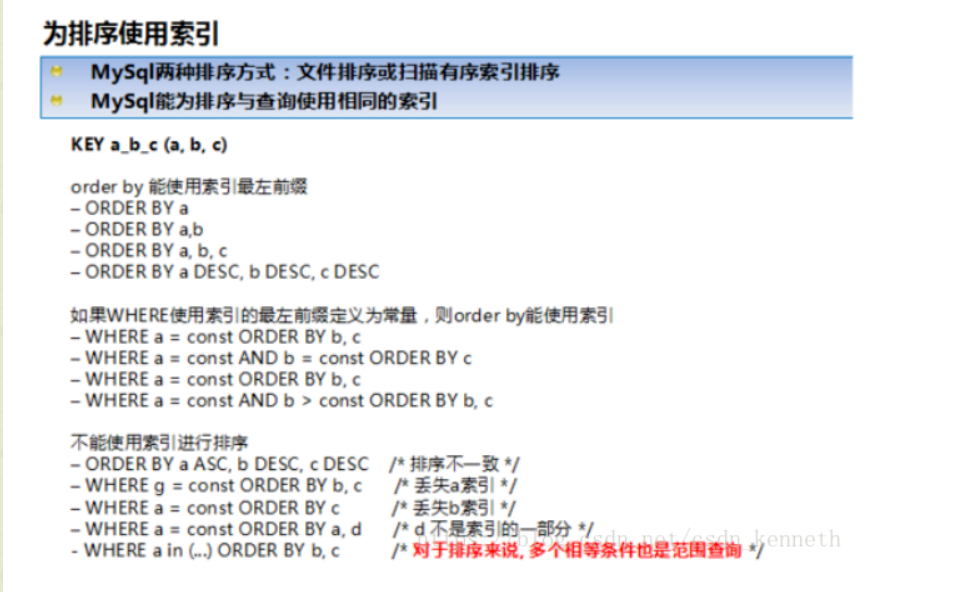 为排序使用索引
MySql两种排序方式：文件排序或扫描有序索引排序
MySql能为排序与查询使用相同的索引
KEY a_b_c (a, b, c)
order by 能使用索引最左前缀
– ORDER BY a
– ORDER BY a,b
– ORDER BY a, b, c
– ORDER BY a DESC, b DESC, c DESC
如果WHERE使用索引的最左前缀定义为常量，则order by能使用索引
– WHERE a = const ORDER BY b, c
– WHERE a = const AND b = const ORDER BY c
– WHERE a = const ORDER BY b, c
– WHERE a = const AND b > const ORDER BY b, c
不能使用索引进行排序
– ORDER BY a ASC, b DESC, c DESC /* 排序不一致 */
– WHERE g = const ORDER BY b, c /* 丢失a索引 */
– WHERE a = const ORDER BY c /* 丢失b索引 */
– WHERE a = const ORDER BY a, d /* d 不是索引的一部分 */
- WHERE a in (...) ORDER BY b, c /* 对于排序来说, 多个相等条件也是范围查询 */
https://blog.csdn.net/csdn_kenneth